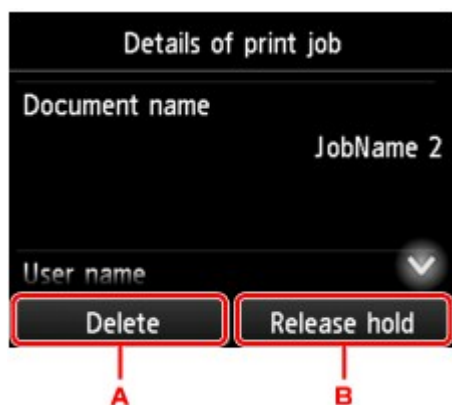 Details of print job
Document name
JobName 2
User name
Delete Release hold
A B